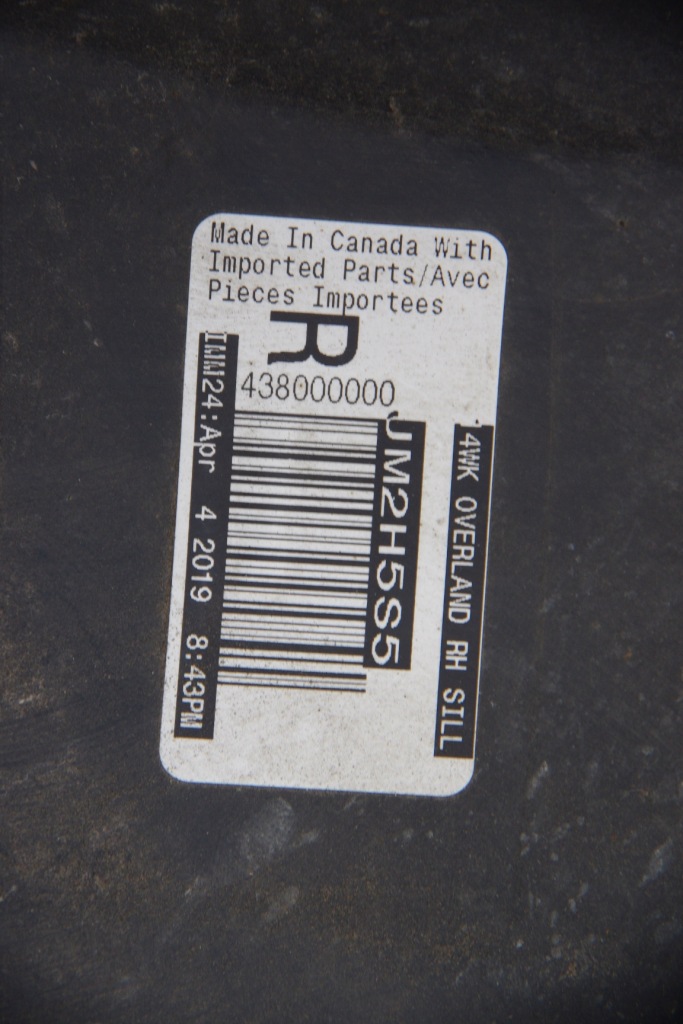 Made In Canada With
Imported Parts/Avec
Pieces Importees
R
438000000
'4WK OVERLAND RH SILL
JM2H5S5
IMM24:Apr 4 2019 8:43PM